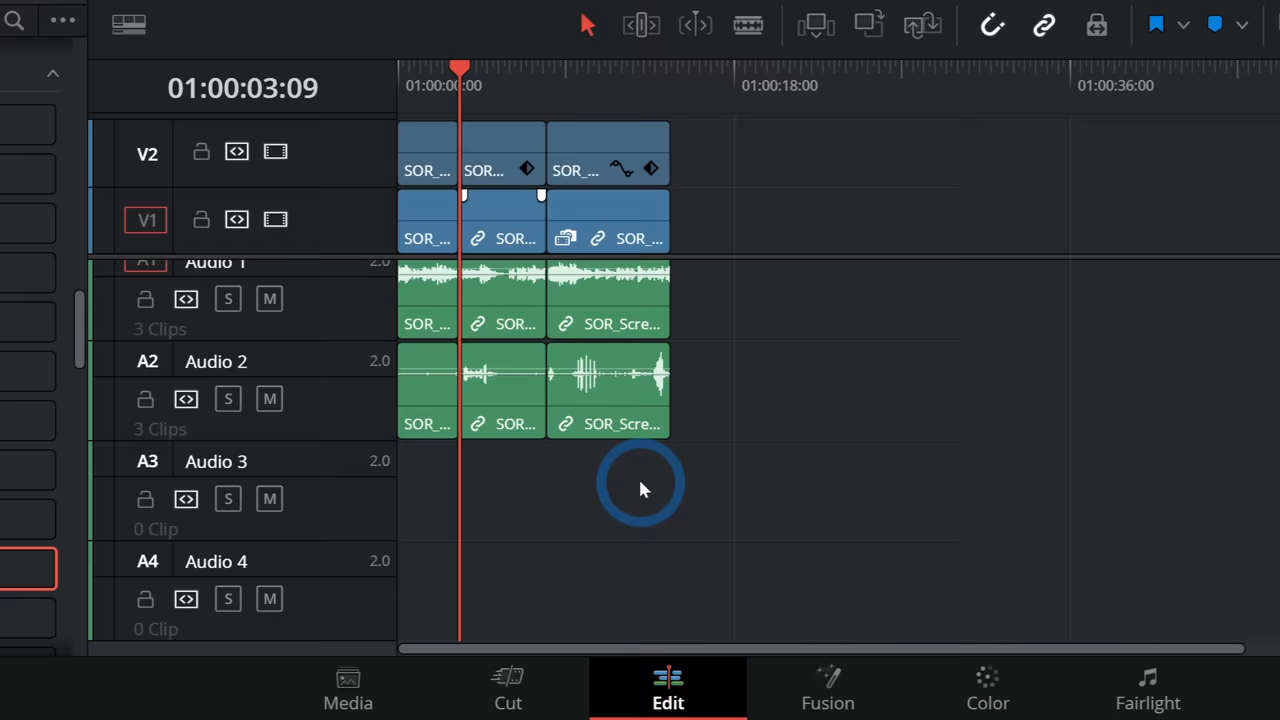 01:00:03:09
01:00:00:00
01:00:18:00
01:00:36:00
V2
SOR_...
SOR...
SOR_...
V1
SOR_...
SOR...
SOR_...
A1
Audio 1
2.0
S
M
3 Clips
SOR_...
SOR...
SOR_Scre...
A2
Audio 2
2.0
S
M
3 Clips
SOR_...
SOR...
SOR_Scre...
A3
Audio 3
2.0
S
M
0 Clip
A4
Audio 4
2.0
S
M
0 Clip
Media
Cut
Edit
Fusion
Color
Fairlight